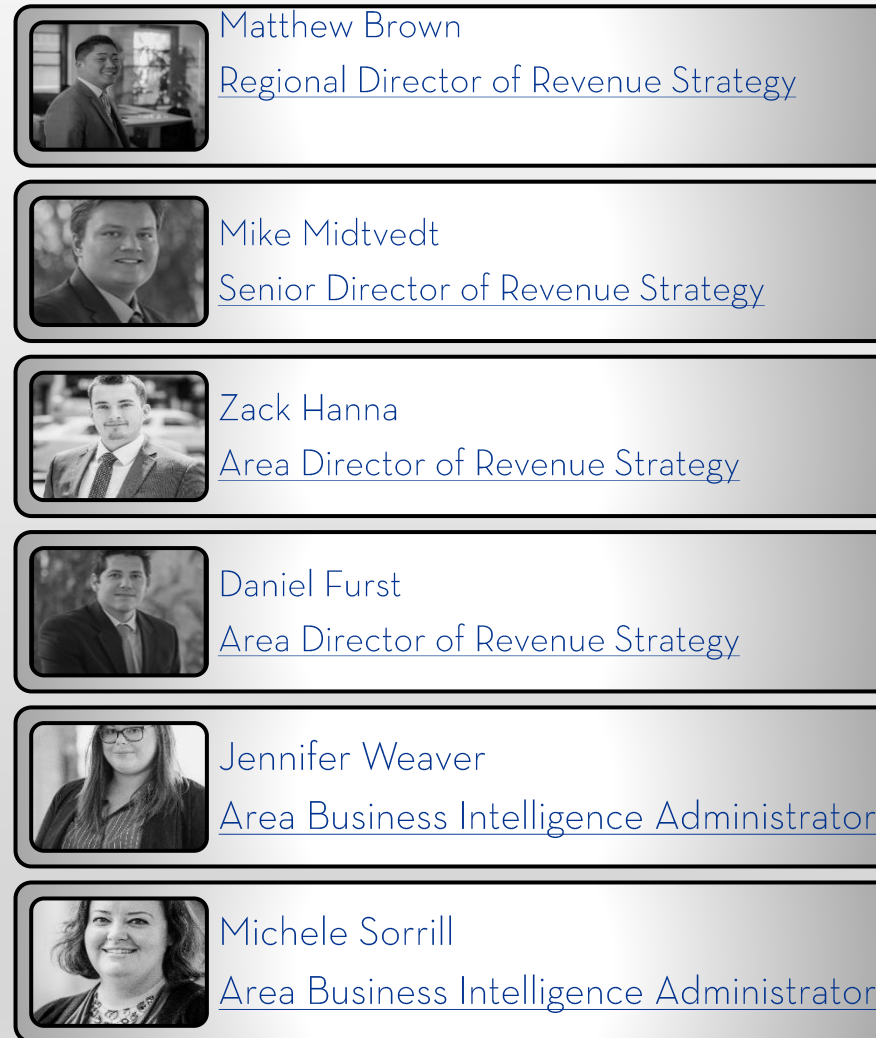 Matthew Brown
Regional Director of Revenue Strategy
Mike Midtvedt
Senior Director of Revenue Strategy
Zack Hanna
Area Director of Revenue Strategy
Daniel Furst
Area Director of Revenue Strategy
Jennifer Weaver
Area Business Intelligence Administrator
Michele Sorrill
Area Business Intelligence Administrator